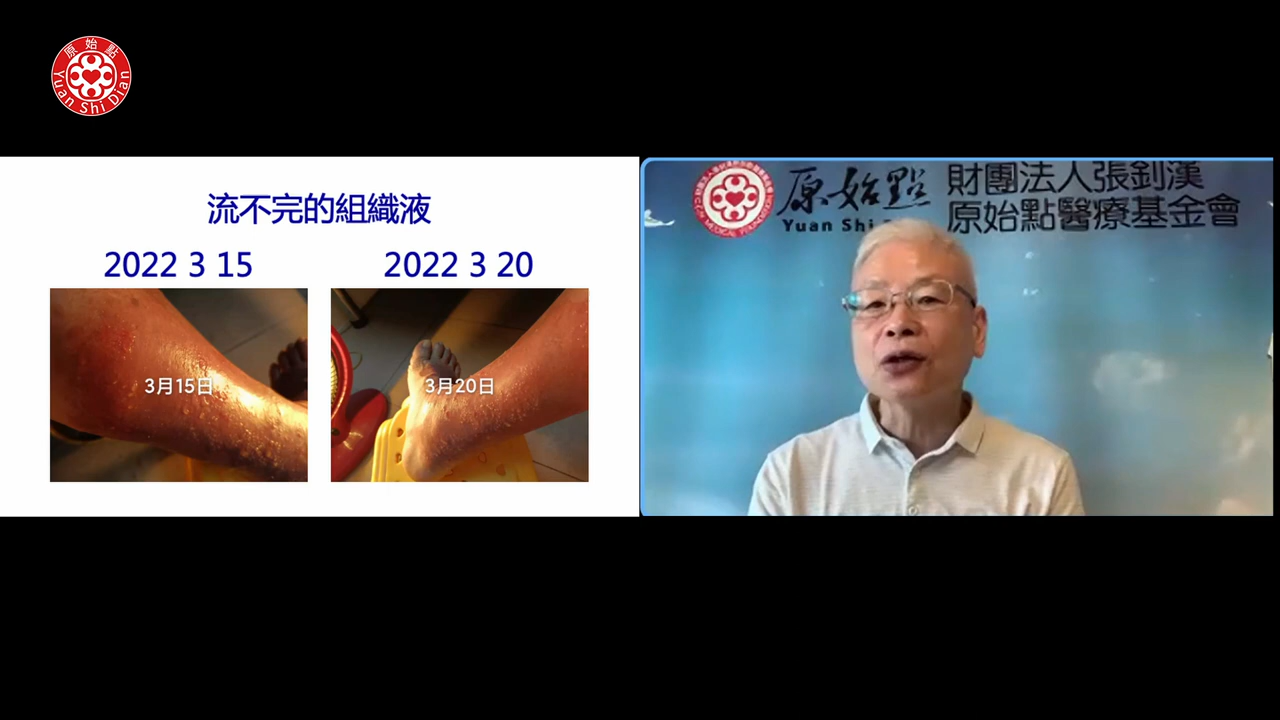 原始點
Yuan Shi Dian
流不完的組織液
2022 3 15
2022 3 20
3月15日
3月20日
原始點
Yuan Shi
財團法人張釗漢
原始點醫療基金會